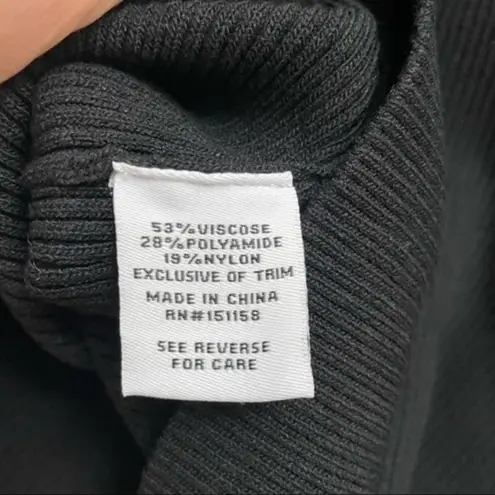 53%VISCOSE
28%POLYAMIDE
19%NYLON
EXCLUSIVE OF TRIM
MADE IN CHINA
RN#151158
SEE REVERSE
FOR CARE